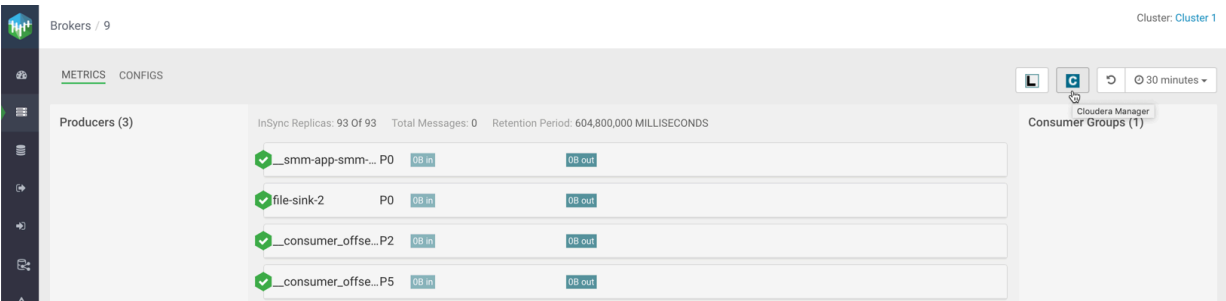 Brokers / 9
Cluster: Cluster 1
METRICS CONFIGS
L C 30 minutes
Cloudera Manager
Producers (3)
InSync Replicas: 93 Of 93 Total Messages: 0 Retention Period: 604,800,000 MILLISECONDS
Consumer Groups (1)
__smm-app-smm-... P0 0B in 0B out
file-sink-2 P0 0B in 0B out
__consumer_offse... P2 0B in 0B out
__consumer_offse... P5 0B in 0B out